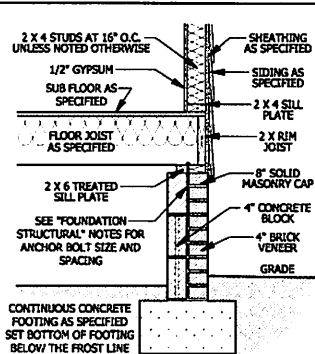 2 X 4 STUDS AT 16" O.C.
UNLESS NOTED OTHERWISE
1/2" GYPSUM
SUB FLOOR AS
SPECIFIED
FLOOR JOIST
AS SPECIFIED
2 X 6 TREATED
SILL PLATE
SEE "FOUNDATION
STRUCTURAL" NOTES FOR
ANCHOR BOLT SIZE AND
SPACING
CONTINUOUS CONCRETE
FOOTING AS SPECIFIED
SET BOTTOM OF FOOTING
BELOW THE FROST LINE
SHEATHING
AS SPECIFIED
SIDING AS
SPECIFIED
2 X 4 SILL
PLATE
2 X RIM
JOIST
8" SOLID
MASONRY CAP
4" CONCRETE
BLOCK
4" BRICK
VENEER
GRADE